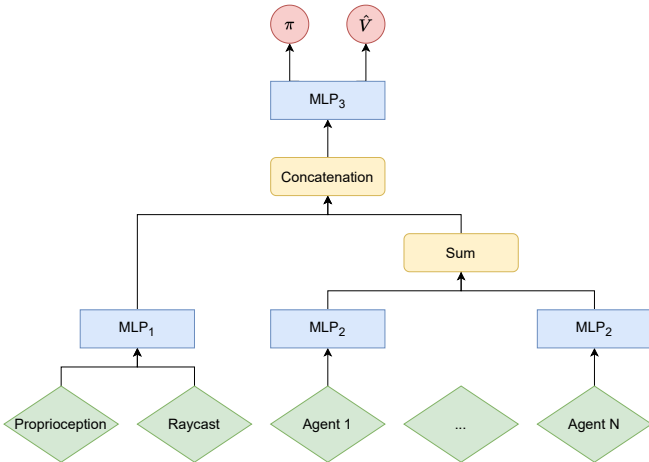 π V̂
MLP₃
Concatenation
Sum
MLP₁ MLP₂ MLP₂
Proprioception Raycast Agent 1 ... Agent N